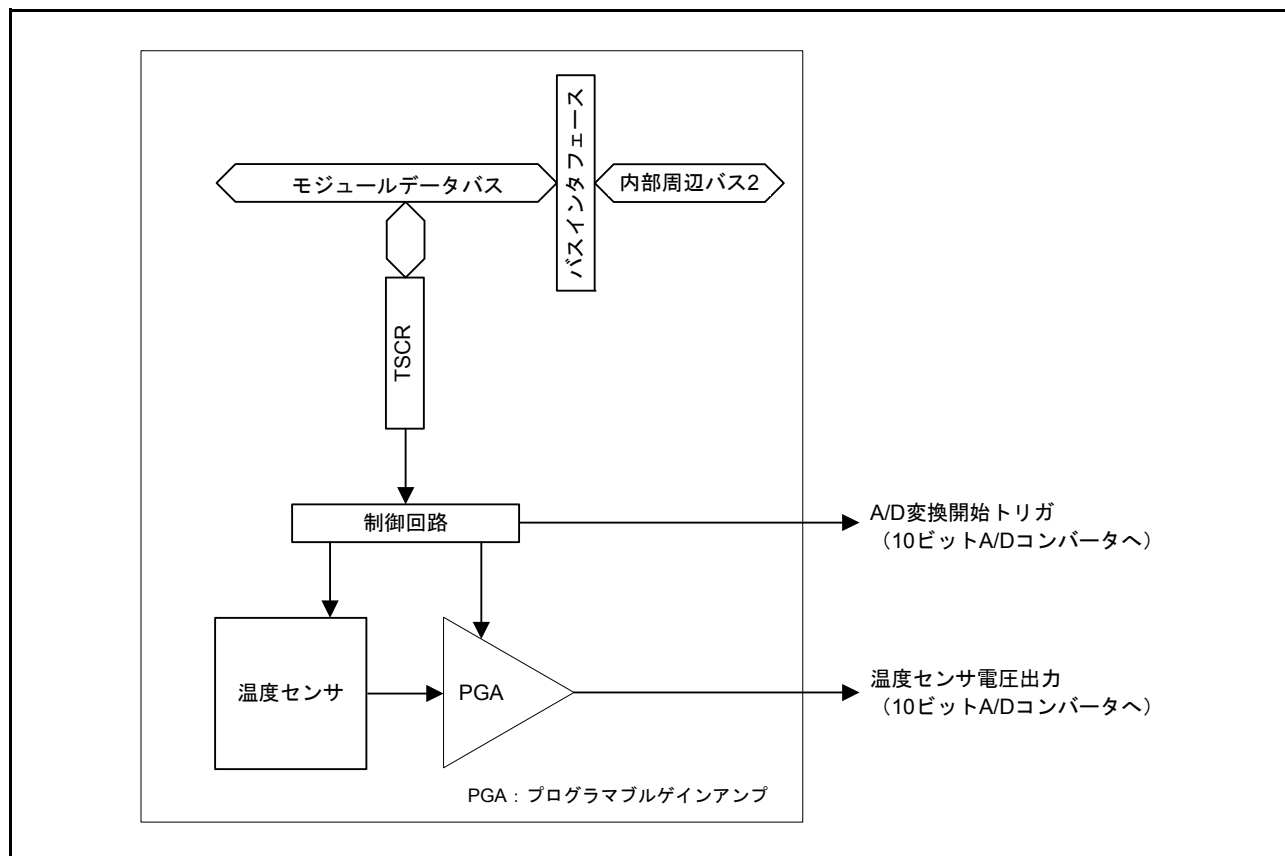 バスインタフェース
モジュールデータバス
内部周辺バス2
TSCR
制御回路
A/D変換開始トリガ
（10ビットA/Dコンバータへ）
温度センサ
PGA
温度センサ電圧出力
（10ビットA/Dコンバータへ）
PGA：プログラマブルゲインアンプ